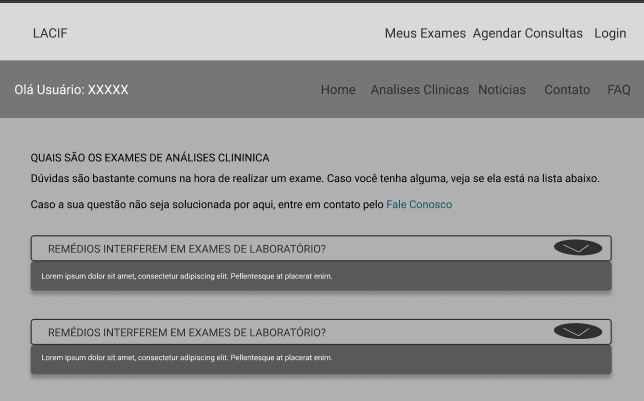 LACIF Meus Exames Agendar Consultas Login
Olá Usuário: XXXXX Home Analises Clinicas Noticias Contato FAQ
QUAIS SÃO OS EXAMES DE ANÁLISES CLININICA
Dúvidas são bastante comuns na hora de realizar um exame. Caso você tenha alguma, veja se ela está na lista abaixo.
Caso a sua questão não seja solucionada por aqui, entre em contato pelo Fale Conosco
REMÉDIOS INTERFEREM EM EXAMES DE LABORATÓRIO?
Lorem ipsum dolor sit amet, consectetur adipiscing elit. Pellentesque at placerat enim.
REMÉDIOS INTERFEREM EM EXAMES DE LABORATÓRIO?
Lorem ipsum dolor sit amet, consectetur adipiscing elit. Pellentesque at placerat enim.